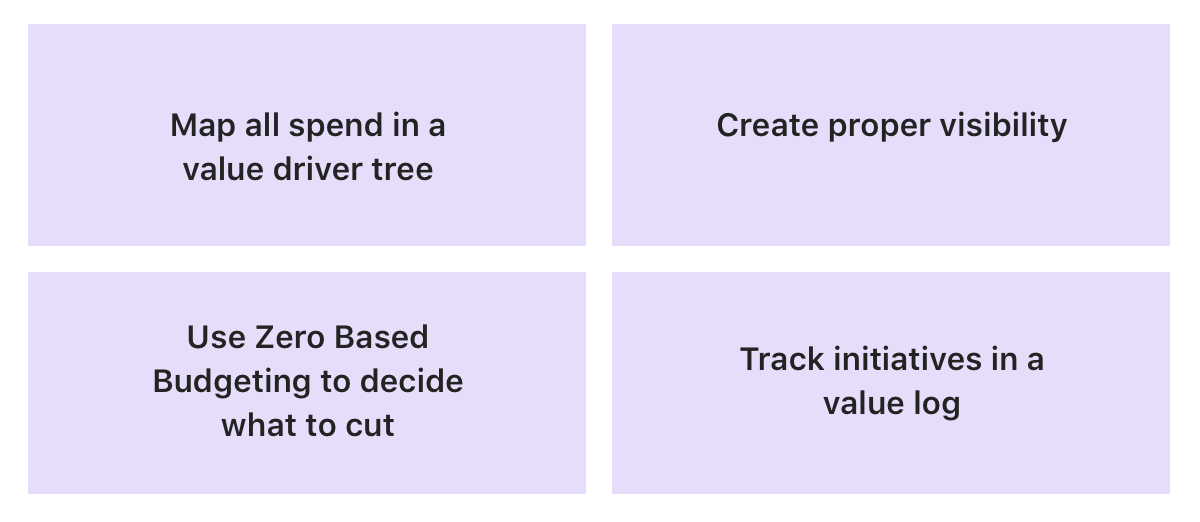 Map all spend in a
value driver tree
Create proper visibility
Use Zero Based
Budgeting to decide
what to cut
Track initiatives in a
value log